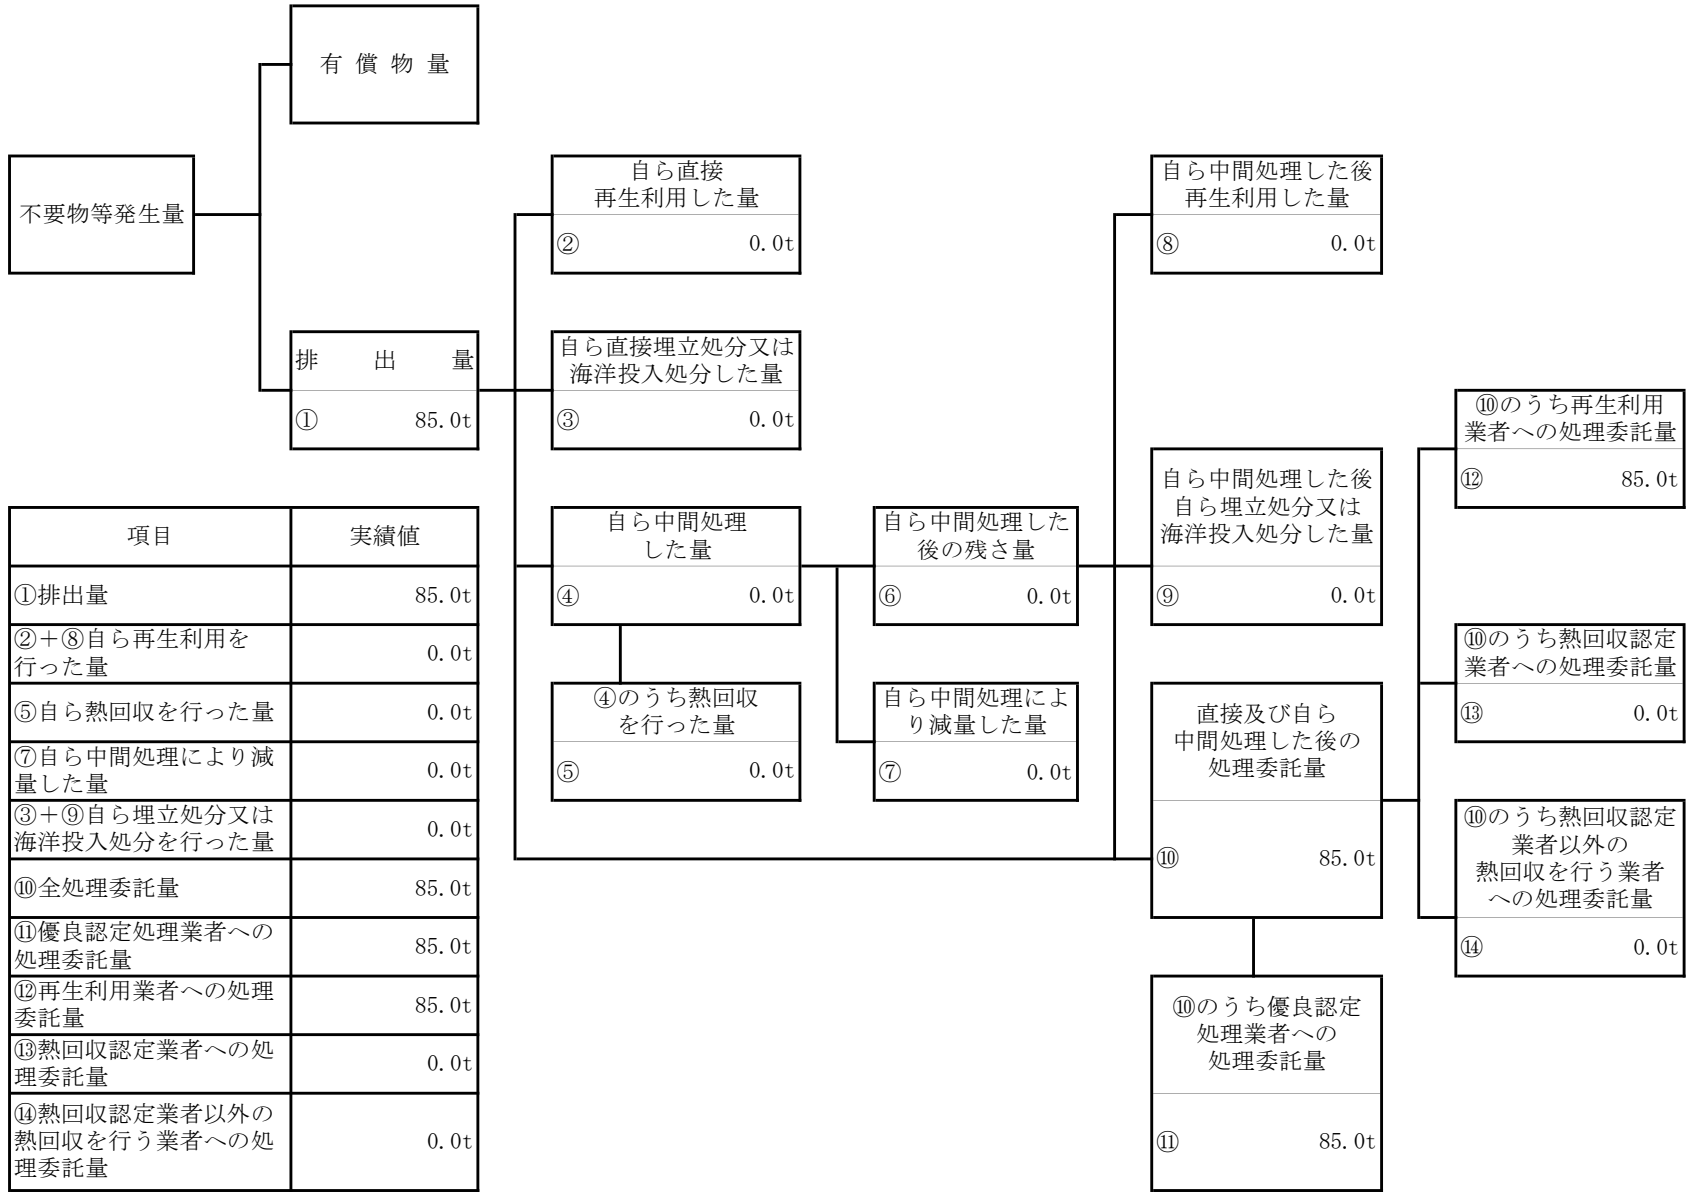 有償物量
不要物等発生量
排出量
① 85.0t
自ら直接
再生利用した量
② 0.0t
自ら直接埋立処分又は
海洋投入処分した量
③ 0.0t
自ら中間処理
した量
④ 0.0t
④のうち熱回収
を行った量
⑤ 0.0t
自ら中間処理した
後の残さ量
⑥ 0.0t
自ら中間処理によ
り減量した量
⑦ 0.0t
自ら中間処理した後
再生利用した量
⑧ 0.0t
自ら中間処理した後
自ら埋立処分又は
海洋投入処分した量
⑨ 0.0t
直接及び自ら
中間処理した後の
処理委託量
⑩ 85.0t
⑩のうち優良認定
処理業者への
処理委託量
⑪ 85.0t
⑩のうち再生利用
業者への処理委託量
⑫ 85.0t
⑩のうち熱回収認定
業者への処理委託量
⑬ 0.0t
⑩のうち熱回収認定
業者以外の
熱回収を行う業者
への処理委託量
⑭ 0.0t
項目 実績値
①排出量 85.0t
②＋⑧自ら再生利用を
行った量 0.0t
⑤自ら熱回収を行った量 0.0t
⑦自ら中間処理により減
量した量 0.0t
③＋⑨自ら埋立処分又は
海洋投入処分を行った量 0.0t
⑩全処理委託量 85.0t
⑪優良認定処理業者への
処理委託量 85.0t
⑫再生利用業者への処理
委託量 85.0t
⑬熱回収認定業者への処
理委託量 0.0t
⑭熱回収認定業者以外の
熱回収を行う業者への処
理委託量 0.0t